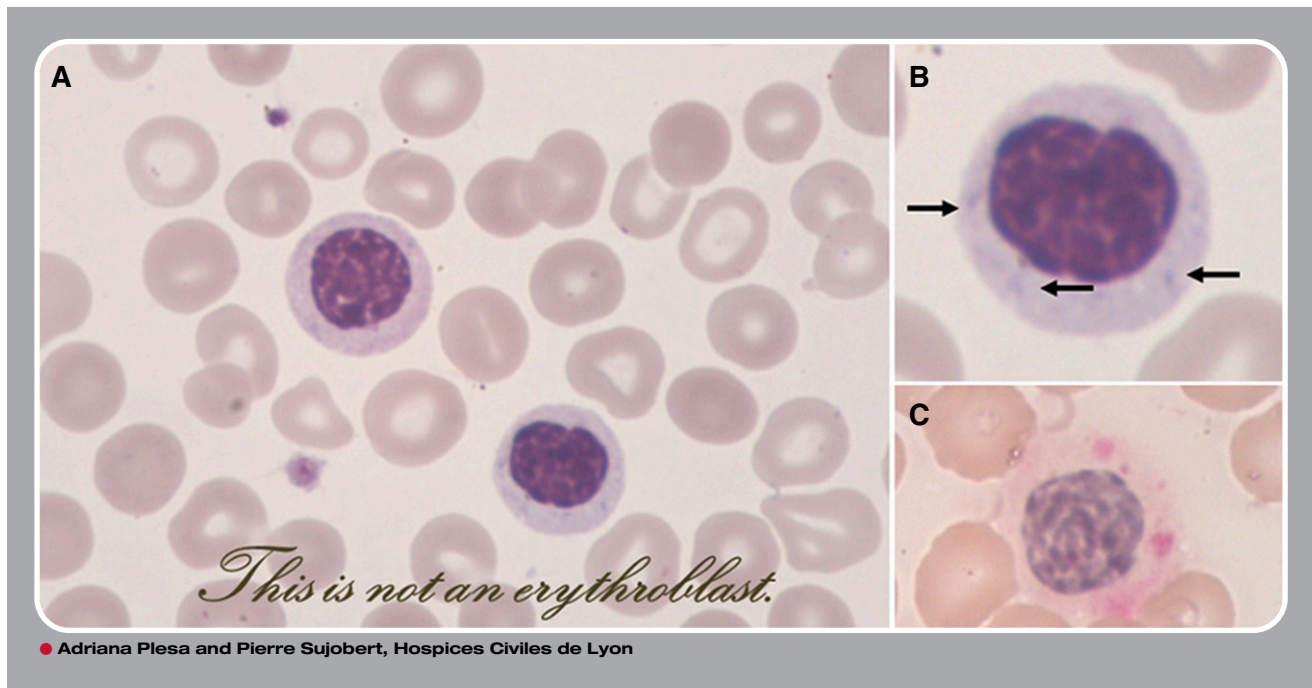 A
B
C
This is not an erythroblast.
Adriana Plesa and Pierre Sujobert, Hospices Civiles de Lyon